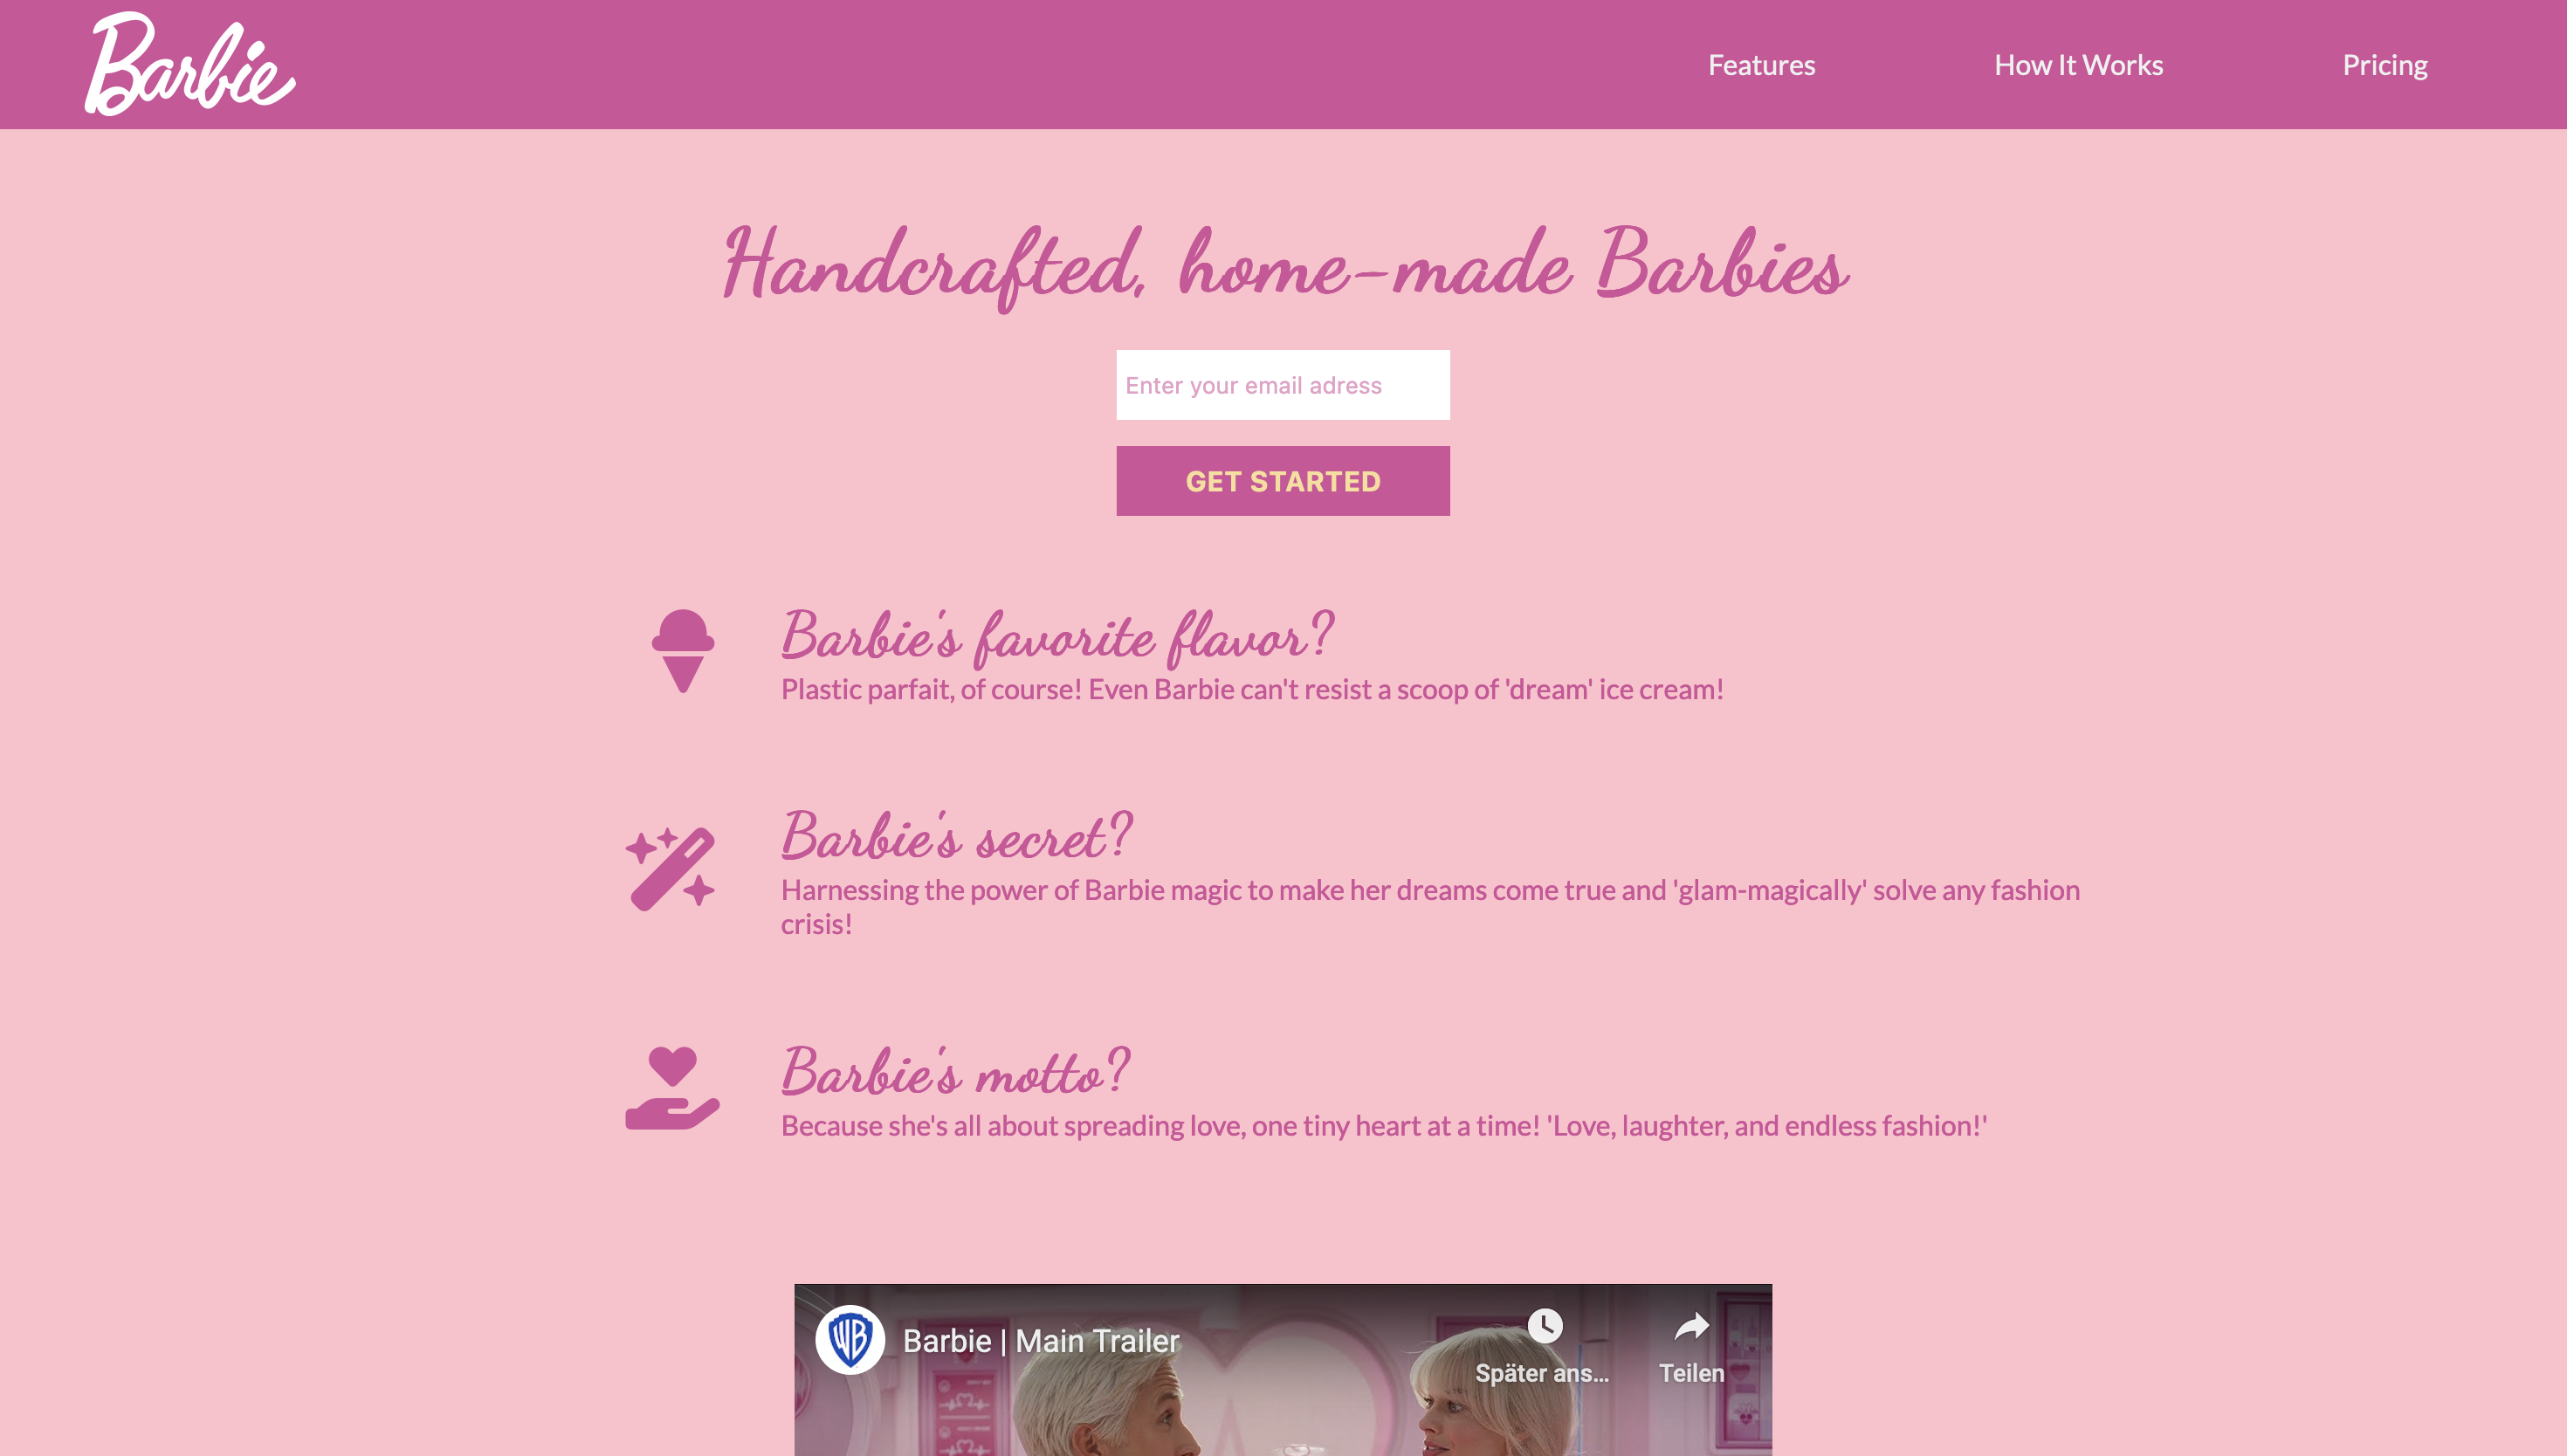 Barbie
Features
How It Works
Pricing
Handcrafted, home-made Barbies
Enter your email adress
GET STARTED
Barbie's favorite flavor?
Plastic parfait, of course! Even Barbie can't resist a scoop of 'dream' ice cream!
Barbie's secret?
Harnessing the power of Barbie magic to make her dreams come true and 'glam-magically' solve any fashion
crisis!
Barbie's motto?
Because she's all about spreading love, one tiny heart at a time! 'Love, laughter, and endless fashion!'
WB
Barbie | Main Trailer
Später ans...
Teilen